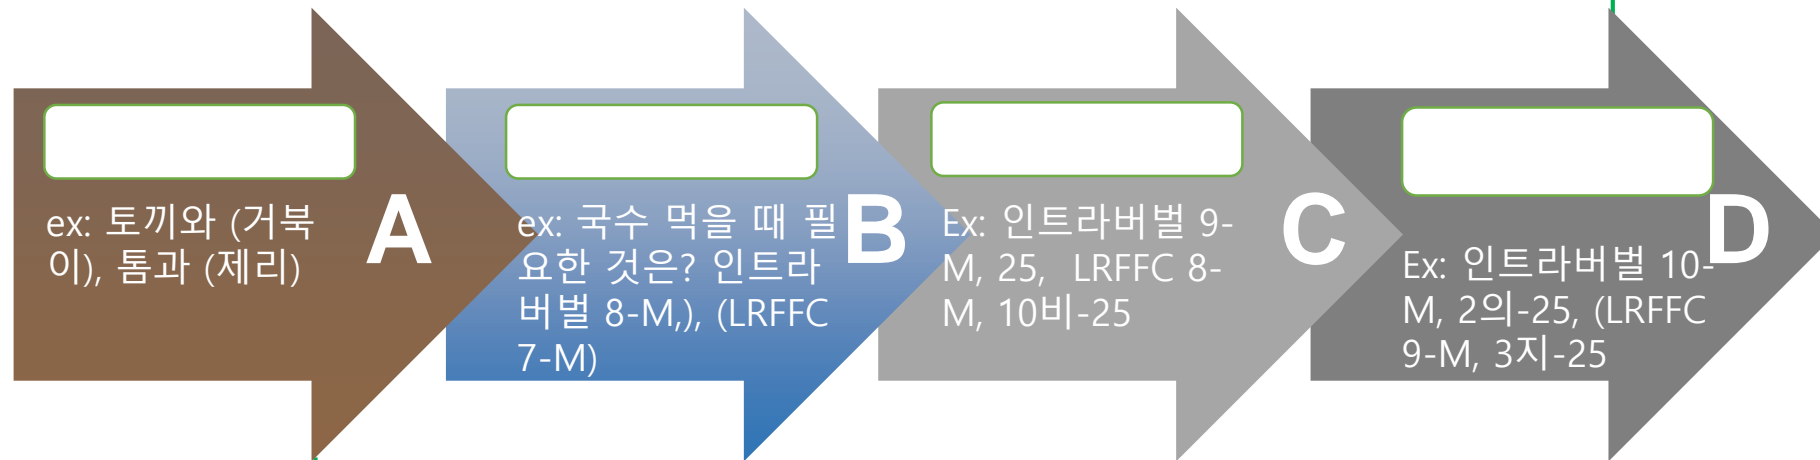 ex: 토끼와 (거북
이), 톰과 (제리)
A
ex: 국수 먹을 때 필
요한 것은? 인트라
버벌 8-M,), (LRFFC
7-M)
B
Ex: 인트라버벌 9-
M, 25,  LRFFC 8-
M, 10비-25
C
Ex: 인트라버벌 10-
M, 2의-25, (LRFFC
9-M, 3지-25
D